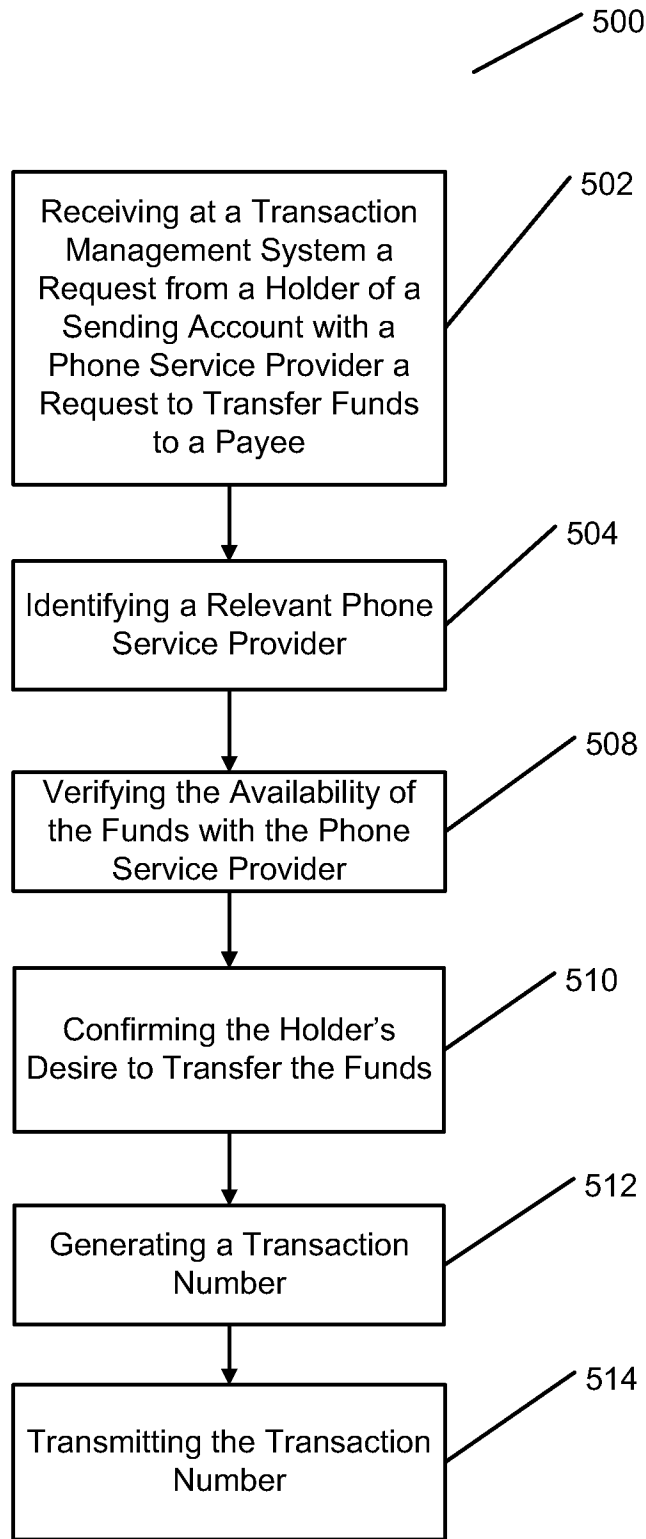 500
502
Receiving at a Transaction
Management System a
Request from a Holder of a
Sending Account with a
Phone Service Provider a
Request to Transfer Funds
to a Payee
504
Identifying a Relevant Phone
Service Provider
508
Verifying the Availability of
the Funds with the Phone
Service Provider
510
Confirming the Holder's
Desire to Transfer the Funds
512
Generating a Transaction
Number
514
Transmitting the Transaction
Number